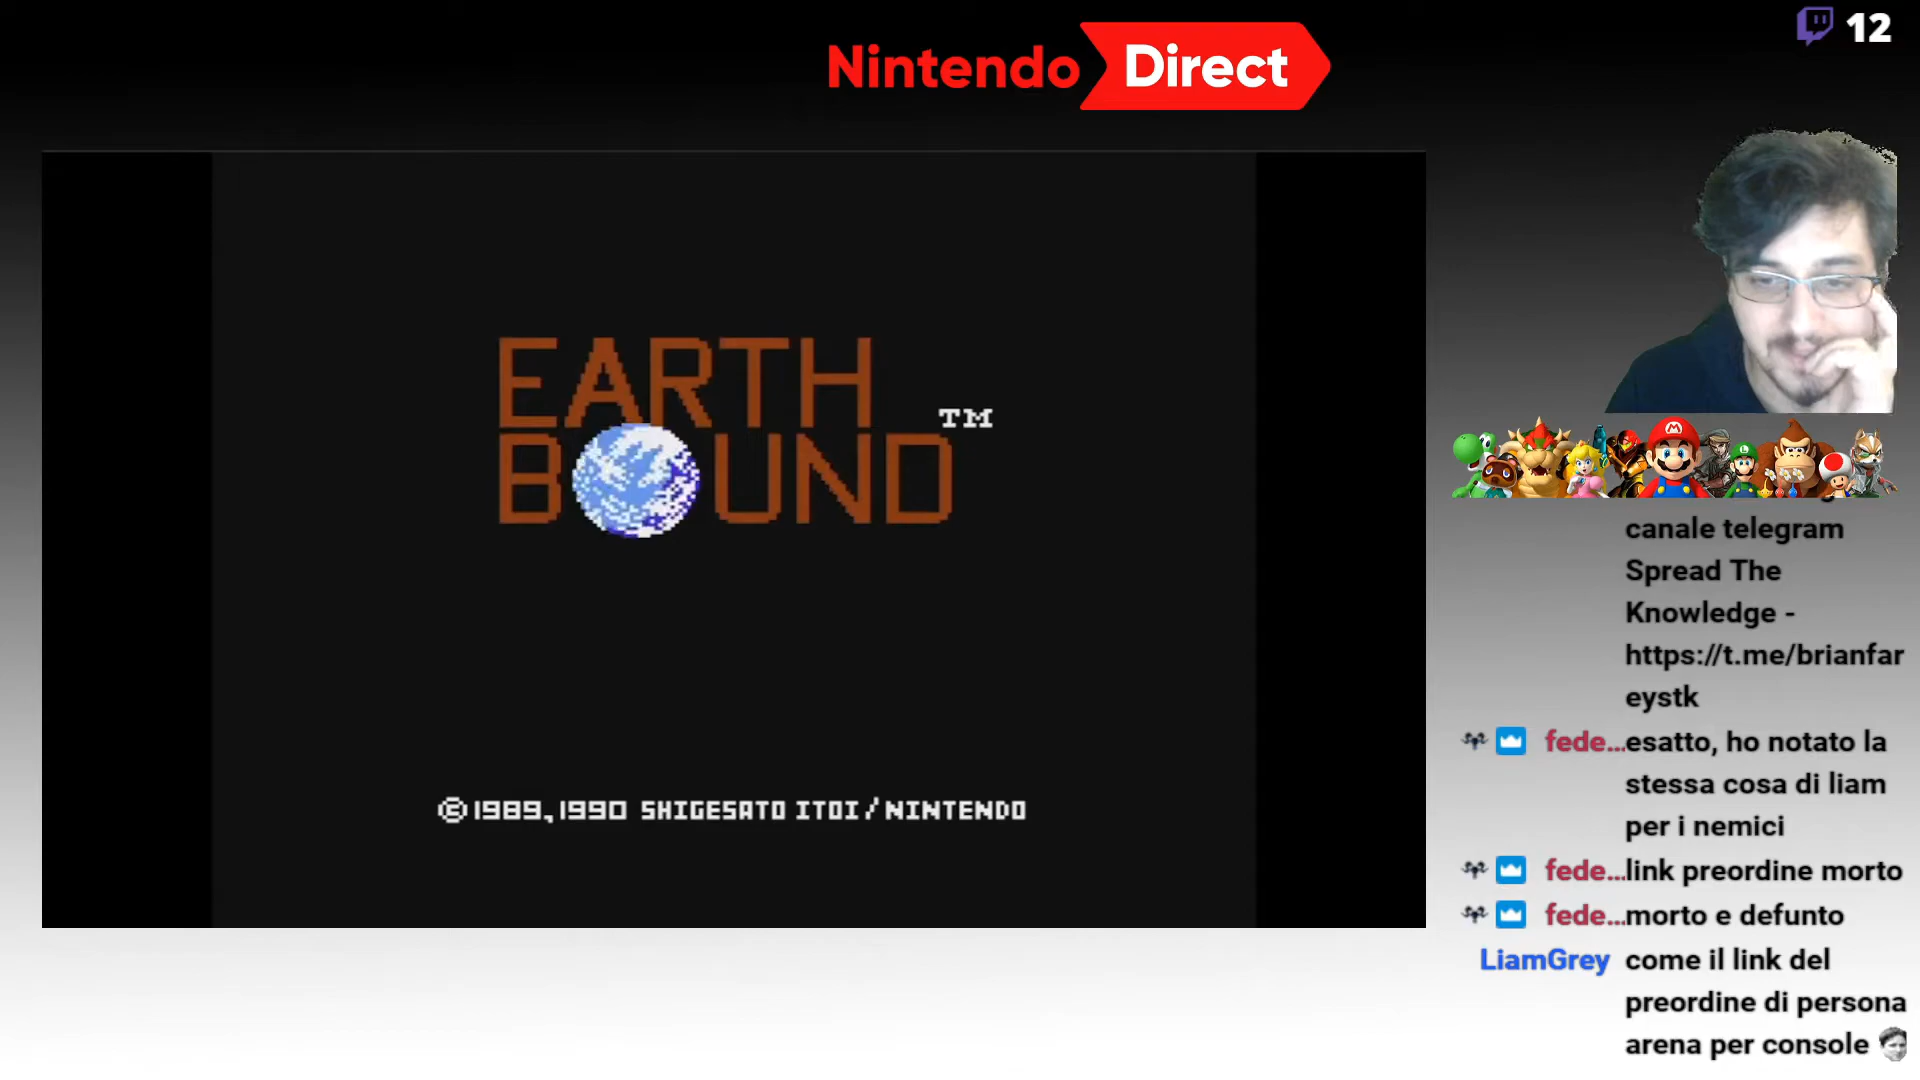 Nintendo Direct
12
EARTH
BOUND
TM
©1989,1990 SHIGESATO ITOI/NINTENDO
canale telegram
Spread The
Knowledge -
https://t.me/brianfar
eystk
fede... esatto, ho notato la
stessa cosa di liam
per i nemici
fede... link preordine morto
fede... morto e defunto
LiamGrey come il link del
preordine di persona
arena per console